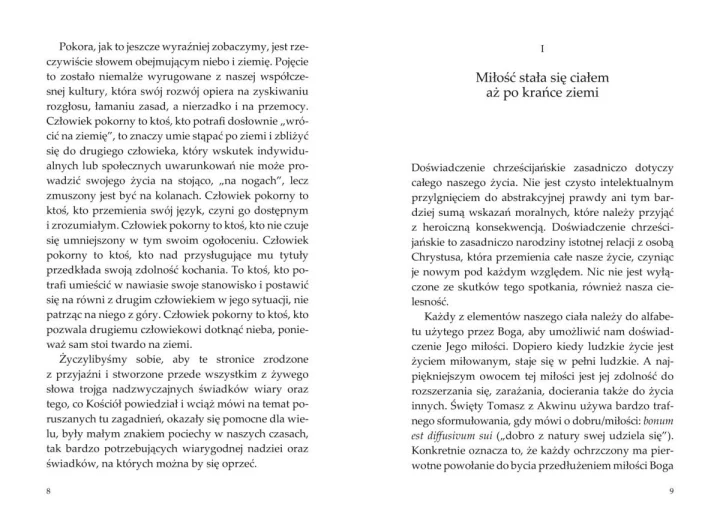 Pokora, jak to jeszcze wyraźniej zobaczymy, jest rze-
czywiście słowem obejmującym niebo i ziemię. Pojęcie
to zostało niemalże wyrugowane z naszej współcze-
snej kultury, która swój rozwój opiera na zyskiwaniu
rozgłosu, łamaniu zasad, a nierzadko i na przemocy.
Człowiek pokorny to ktoś, kto potrafi dosłownie „wró-
cić na ziemię”, to znaczy umie stąpać po ziemi i zbliżyć
się do drugiego człowieka, który wskutek indywidu-
alnych lub społecznych uwarunkowań nie może pro-
wadzić swojego życia na stojąco, „na nogach”, lecz
zmuszony jest być na kolanach. Człowiek pokorny to
ktoś, kto przemienia swój język, czyni go dostępnym
i zrozumiałym. Człowiek pokorny to ktoś, kto nie czuje
się umniejszony w tym swoim ogołoceniu. Człowiek
pokorny to ktoś, kto nad przysługujące mu tytuły
przedkłada swoją zdolność kochania. To ktoś, kto po-
trafi umieścić w nawiasie swoje stanowisko i postawić
się na równi z drugim człowiekiem w jego sytuacji, nie
patrząc na niego z góry. Człowiek pokorny to ktoś, kto
pozwala drugiemu człowiekowi dotknąć nieba, ponie-
waż sam stoi twardo na ziemi.
Życzylibyśmy sobie, aby te stronice zrodzone
z przyjaźni i stworzone przede wszystkim z żywego
słowa trojga nadzwyczajnych świadków wiary oraz
tego, co Kościół powiedział i wciąż mówi na temat po-
ruszanych tu zagadnień, okazały się pomocne dla wie-
lu, były małym znakiem pociechy w naszych czasach,
tak bardzo potrzebujących wiarygodnej nadziei oraz
świadków, na których można by się oprzeć.
8
I
Miłość stała się ciałem
aż po krańce ziemi
Doświadczenie chrześcijańskie zasadniczo dotyczy
całego naszego życia. Nie jest czysto intelektualnym
przylgnięciem do abstrakcyjnej prawdy ani tym bar-
dziej sumą wskazań moralnych, które należy przyjąć
z heroiczną konsekwencją. Doświadczenie chrześci-
jańskie to zasadniczo narodziny istotnej relacji z osobą
Chrystusa, która przemienia całe nasze życie, czyniąc
je nowym pod każdym względem. Nic nie jest wyłą-
czone ze skutków tego spotkania, również nasza cie-
lesność.
Każdy z elementów naszego ciała należy do alfabe-
tu użytego przez Boga, aby umożliwić nam doświad-
czenie Jego miłości. Dopiero kiedy ludzkie życie jest
życiem miłowanym, staje się w pełni ludzkie. A naj-
piękniejszym owocem tej miłości jest jej zdolność do
rozszerzania się, zarażania, docierania także do życia
innych. Święty Tomasz z Akwinu używa bardzo traf-
nego sformułowania, gdy mówi o dobru/miłości: bonum
est diffusivum sui („dobro z natury swej udziela się”).
Konkretnie oznacza to, że każdy ochrzczony ma pier-
wotne powołanie do bycia przedłużeniem miłości Boga
9